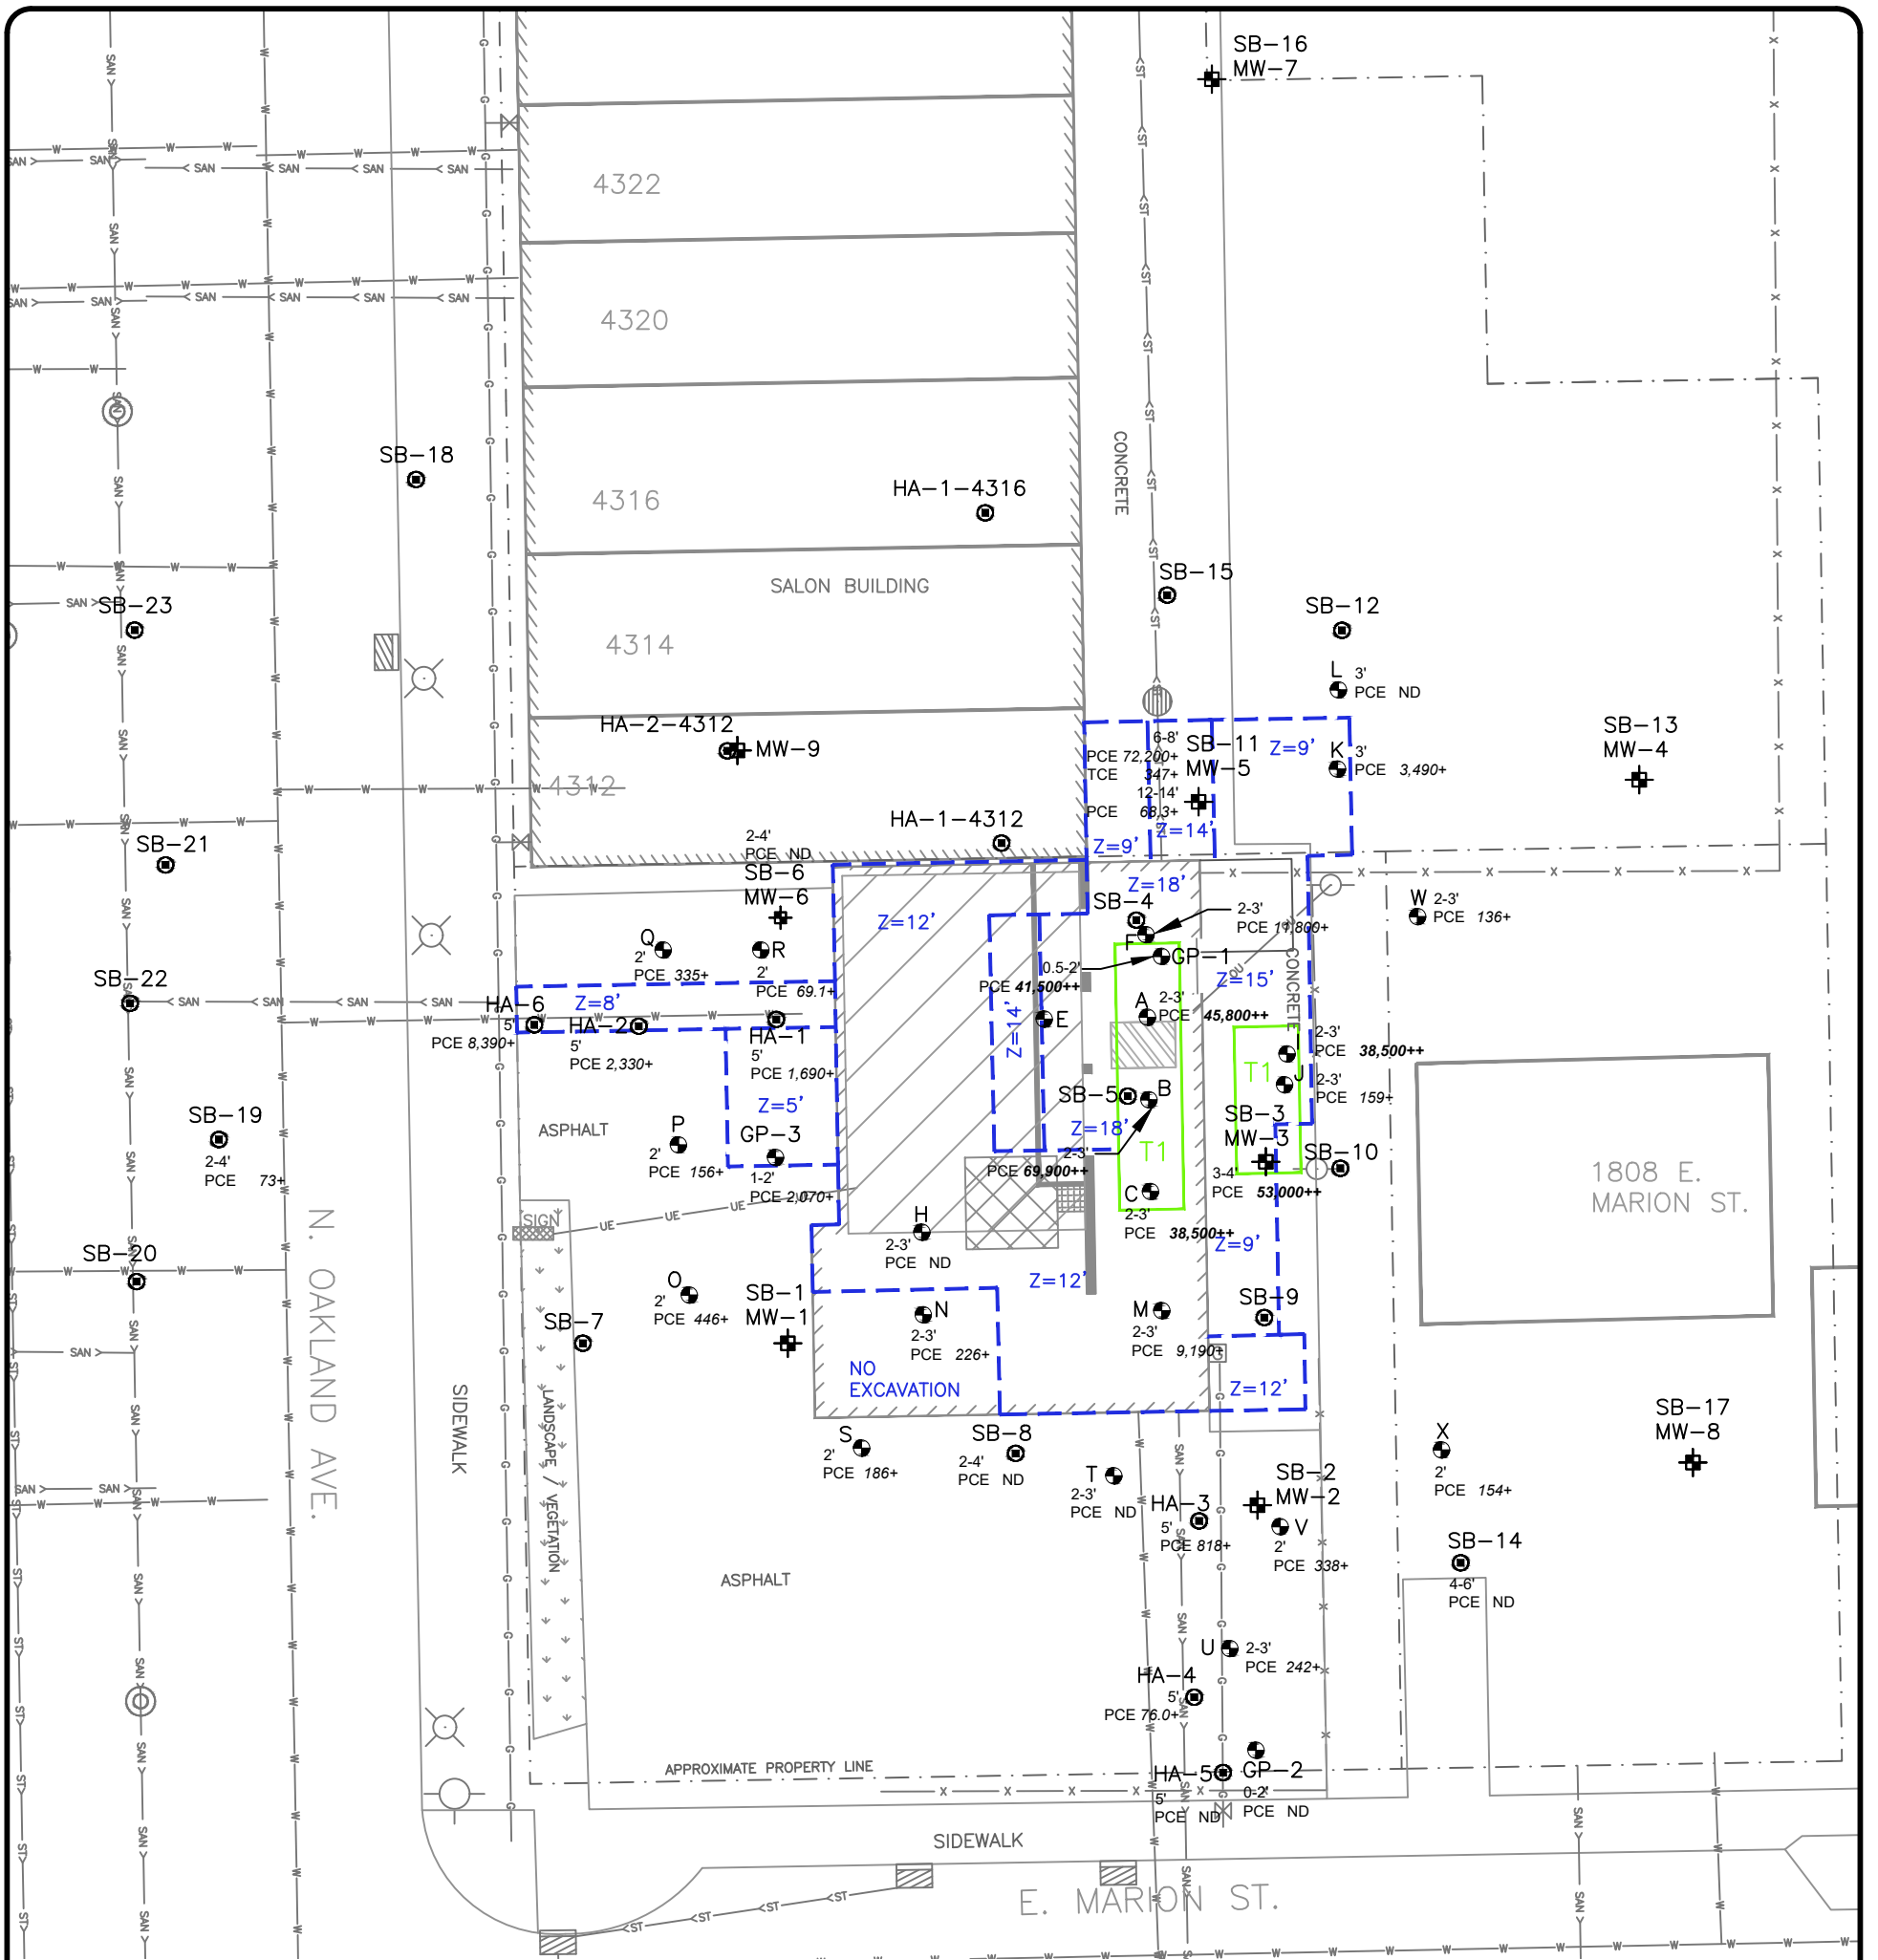 SB-16
MW-7
4322
4320
SB-18
4316
HA-1-4316
CONCRETE
SALON BUILDING
SB-15
SB-12
SB-23
4314
L 3'
PCE ND
HA-2-4312
MW-9
4312
6-8'
PCE 72,200+
TCE 347+
12-14'
PCE 68.3+
SB-11
MW-5
Z=9'
K 3'
PCE 3,490+
SB-13
MW-4
Z=14'
Z=9'
HA-1-4312
SB-21
2-4'
PCE ND
SB-6
MW-6
Z=12'
Z=18'
SB-4
F
2-3'
PCE 11,800+
W 2-3'
PCE 136+
Q
2'
PCE 335+
R
2'
PCE 69.1+
GP-1
0.5-2'
PCE 41,500++
Z=15'
OU
CONCRETE
SB-22
HA-6
5'
PCE 8,390+
Z=8'
HA-2
5'
PCE 2,330+
HA-1
5'
PCE 1,690+
Z=14'
E
A 2-3'
PCE 45,800++
I
2-3'
PCE 38,500++
T1
J
2-3'
PCE 159+
SB-5
B
2-3'
PCE 69,900++
Z=18'
T1
Z=5'
GP-3
1-2'
PCE 2,070+
ASPHALT
P
2'
PCE 156+
SB-19
2-4'
PCE 73+
SB-3
MW-3
3-4'
PCE 53,000++
SB-10
1808 E.
MARION ST.
C
2-3'
PCE 38,500++
Z=9'
SIGN
UE UE UE UE
H
2-3'
PCE ND
Z=12'
SB-20
O
2'
PCE 446+
SB-1
MW-1
SB-7
N
2-3'
PCE 226+
M
2-3'
PCE 9,190+
SB-9
G
NO
EXCAVATION
Z=12'
N. OAKLAND AVE.
SIDEWALK
LANDSCAPE / VEGETATION
S
2'
PCE 186+
SB-8
2-4'
PCE ND
T
2-3'
PCE ND
SB-2
MW-2
HA-3
5'
PCE 818+
V
2'
PCE 338+
X
2'
PCE 154+
SB-17
MW-8
SB-14
4-6'
PCE ND
ASPHALT
U 2-3'
PCE 242+
HA-4
5'
PCE 76.0+
APPROXIMATE PROPERTY LINE
HA-5
5'
PCE ND
GP-2
0-2'
PCE ND
SIDEWALK
E. MARION ST.